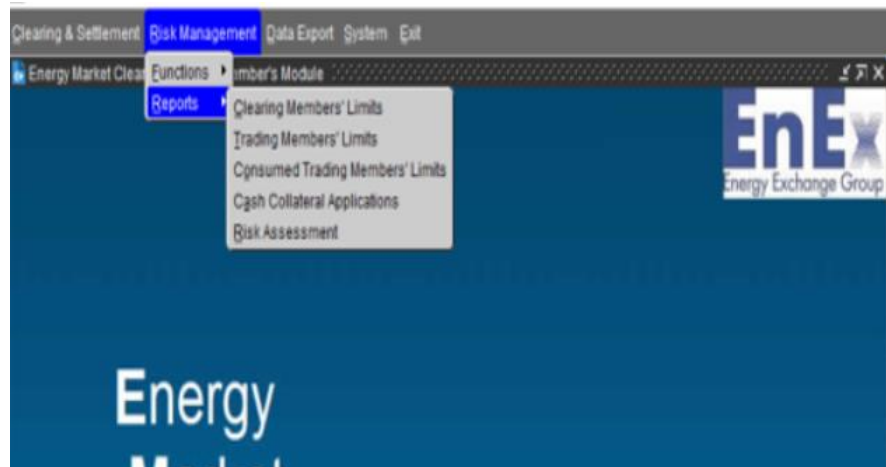 Clearing & Settlement Risk Management Data Export System Exit
Energy Market Clear
Functions
ember's Module
Reports
Clearing Members' Limits
Trading Members' Limits
Consumed Trading Members' Limits
Cash Collateral Applications
Risk Assessment
EnEx
Energy Exchange Group
Energy